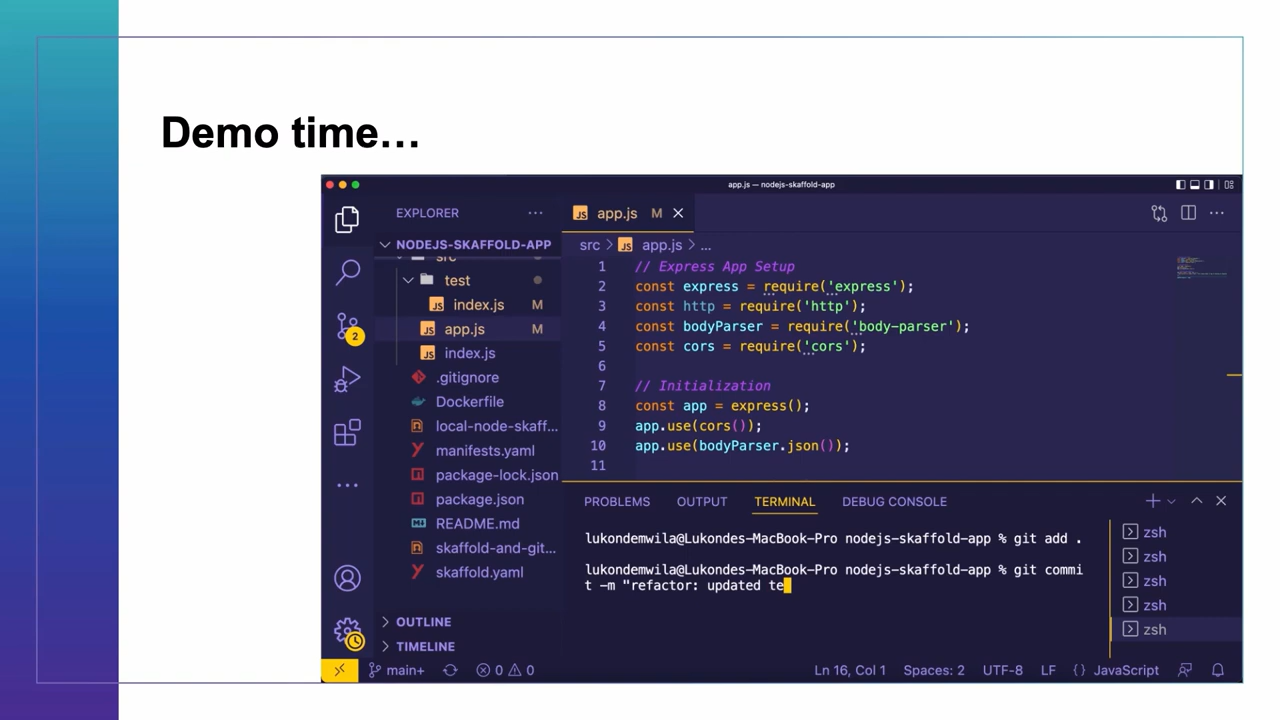 Demo time…
app.js — nodejs-skaffold-app
EXPLORER
NODEJS-SKAFFOLD-APP
src
test
index.js M
app.js M
index.js
.gitignore
Dockerfile
local-node-skaff...
manifests.yaml
package-lock.json
package.json
README.md
skaffold-and-git...
skaffold.yaml
OUTLINE
TIMELINE
2
app.js M
src > app.js > ...
1 // Express App Setup
2 const express = require('express');
3 const http = require('http');
4 const bodyParser = require('body-parser');
5 const cors = require('cors');
6
7 // Initialization
8 const app = express();
9 app.use(cors());
10 app.use(bodyParser.json());
11
PROBLEMS OUTPUT TERMINAL DEBUG CONSOLE
lukondemwila@Lukondes-MacBook-Pro nodejs-skaffold-app % git add .
lukondemwila@Lukondes-MacBook-Pro nodejs-skaffold-app % git commi
t -m "refactor: updated te
zsh
zsh
zsh
zsh
zsh
main+ 0 0 Ln 16, Col 1 Spaces: 2 UTF-8 LF {} JavaScript